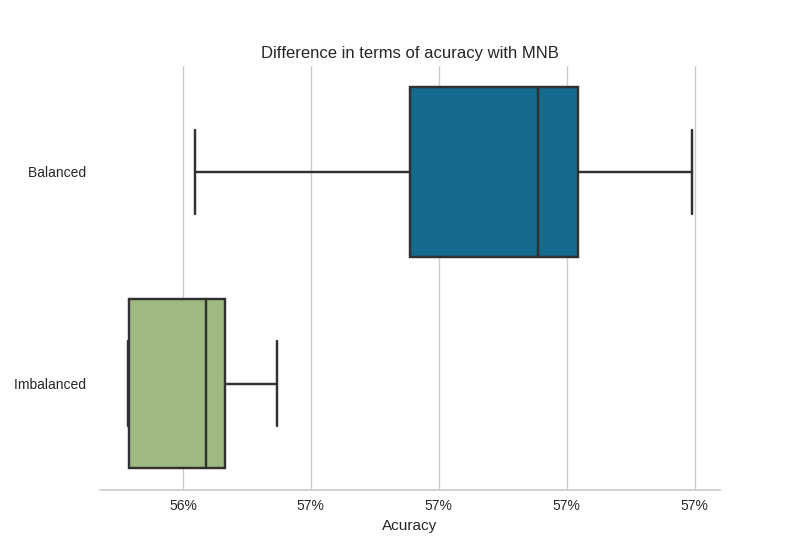 Difference in terms of acuracy with MNB
Balanced
Imbalanced
56% 57% 57% 57% 57%
Acuracy